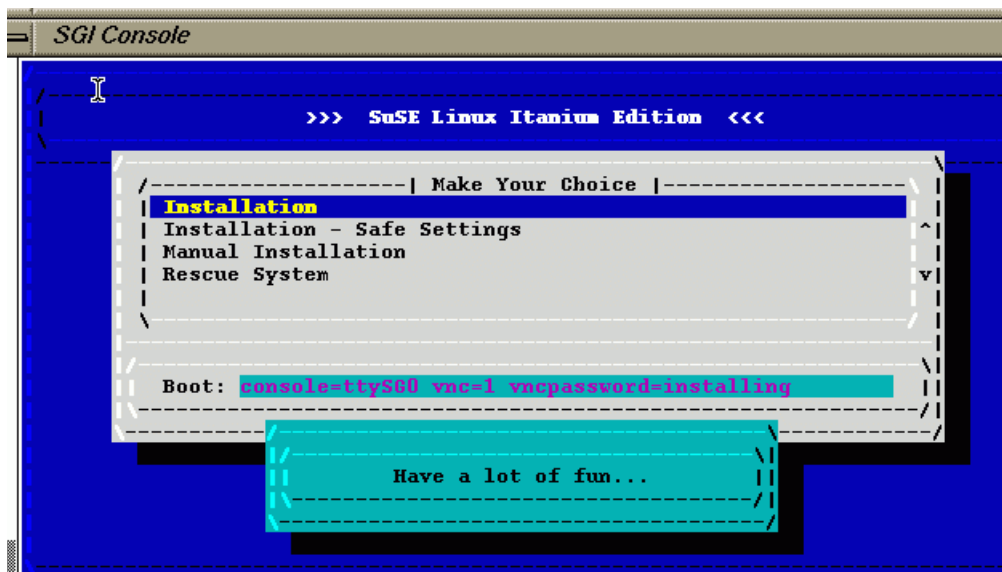 SGI Console
>>> SuSE Linux Itanium Edition <<<
Make Your Choice
Installation
Installation - Safe Settings
Manual Installation
Rescue System
Boot: console=ttySG0 vnc=1 vncpassword=installing
Have a lot of fun...